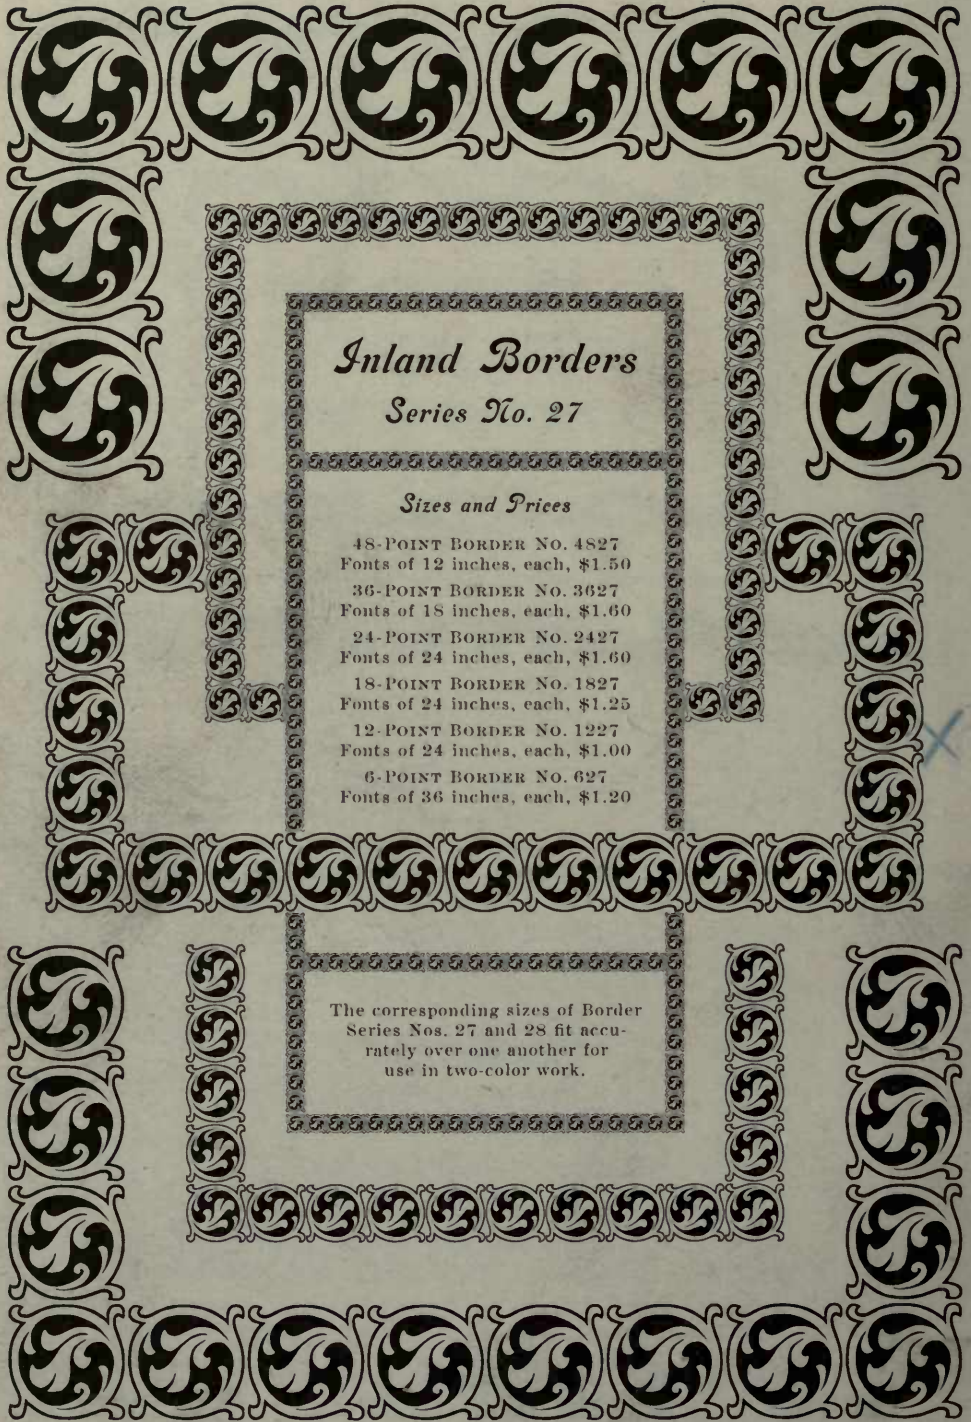 Inland Borders
Series No. 27
Sizes and Prices
48-POINT BORDER NO. 4827
Fonts of 12 inches, each, $1.50
36-POINT BORDER NO. 3627
Fonts of 18 inches, each, $1.60
24-POINT BORDER NO. 2427
Fonts of 24 inches, each, $1.60
18-POINT BORDER NO. 1827
Fonts of 24 inches, each, $1.25
12-POINT BORDER NO. 1227
Fonts of 24 inches, each, $1.00
6-POINT BORDER NO. 627
Fonts of 36 inches, each, $1.20
The corresponding sizes of Border
Series Nos. 27 and 28 fit accu-
rately over one another for
use in two-color work.